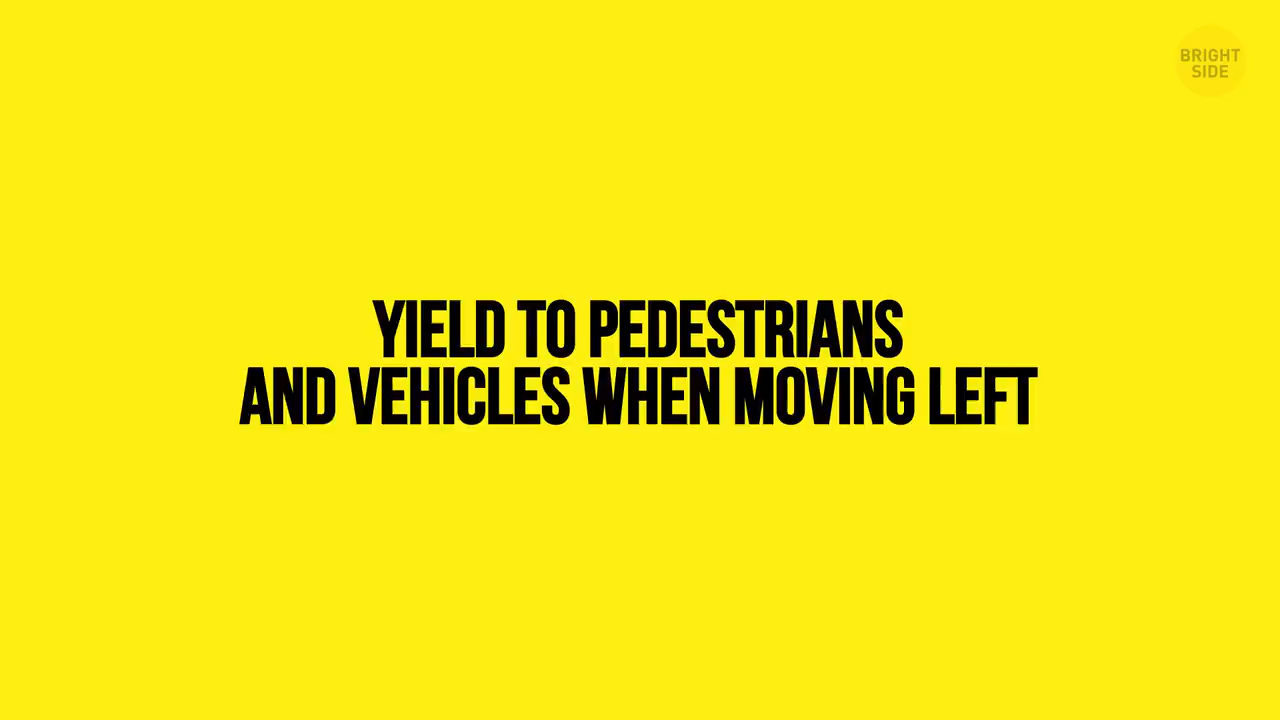 BRIGHT
SIDE
YIELD TO PEDESTRIANS
AND VEHICLES WHEN MOVING LEFT